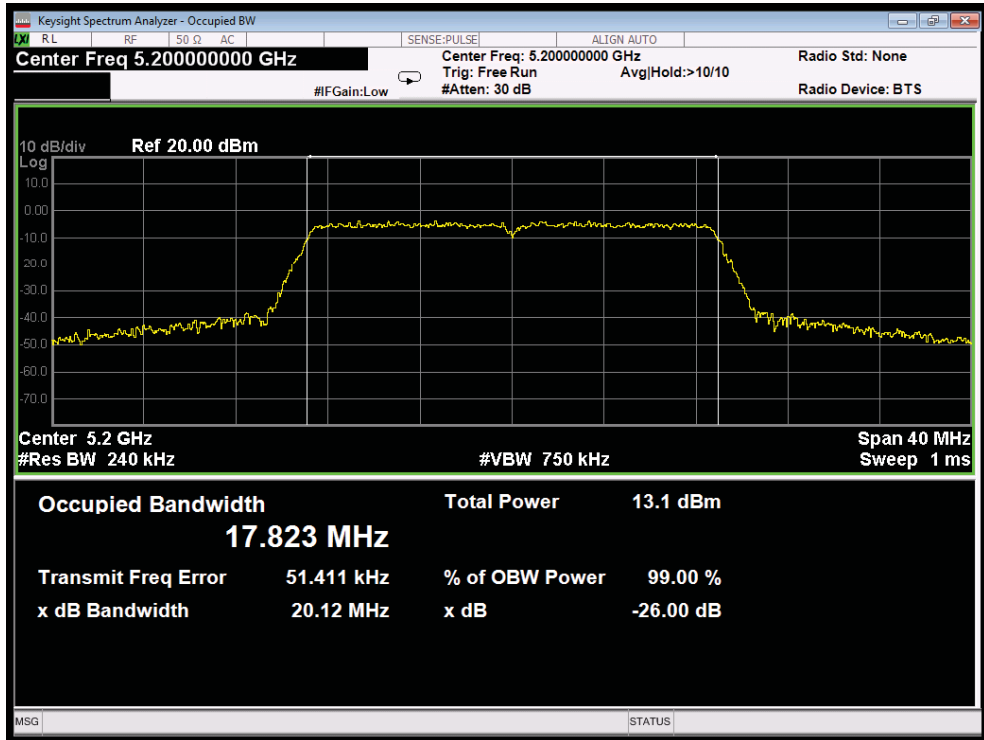 Keysight Spectrum Analyzer - Occupied BW
LXI RL RF 50 Ω AC SENSE:PULSE ALIGN AUTO
Center Freq 5.200000000 GHz
Center Freq: 5.200000000 GHz Radio Std: None
Trig: Free Run Avg|Hold:>10/10
#IFGain:Low #Atten: 30 dB Radio Device: BTS
10 dB/div Ref 20.00 dBm
Log
10.0
0.00
-10.0
-20.0
-30.0
-40.0
-50.0
-60.0
-70.0
Center 5.2 GHz Span 40 MHz
#Res BW 240 kHz #VBW 750 kHz Sweep 1 ms
Occupied Bandwidth Total Power 13.1 dBm
17.823 MHz
Transmit Freq Error 51.411 kHz % of OBW Power 99.00 %
x dB Bandwidth 20.12 MHz x dB -26.00 dB
MSG STATUS